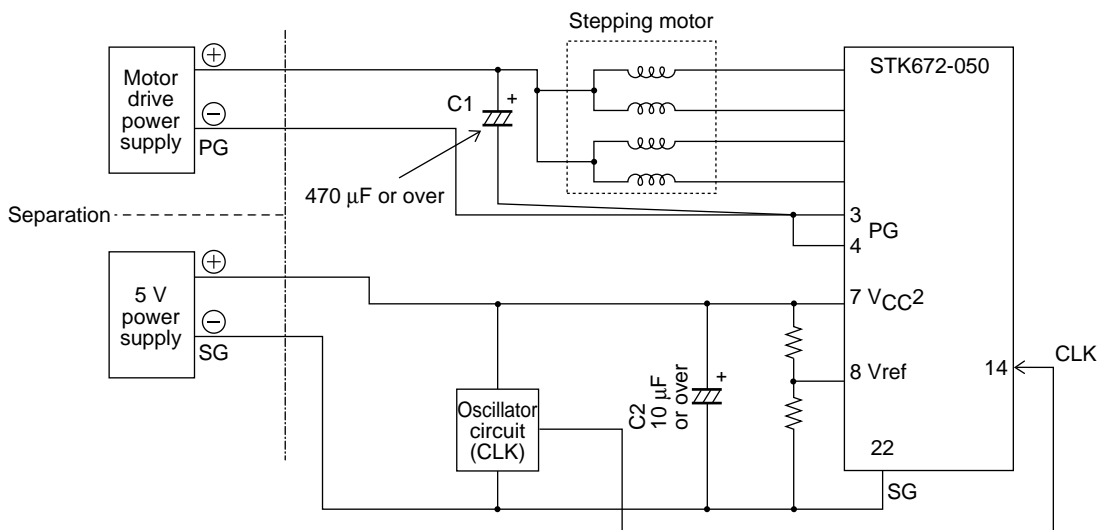 Stepping motor
Motor
drive
power
supply
+
−
PG
C1
+
470 μF or over
STK672-050
3
PG
4
Separation
5 V
power
supply
+
−
SG
7 VCC2
8 Vref
14
CLK
Oscillator
circuit
(CLK)
C2
10 μF
or over
+
22
SG